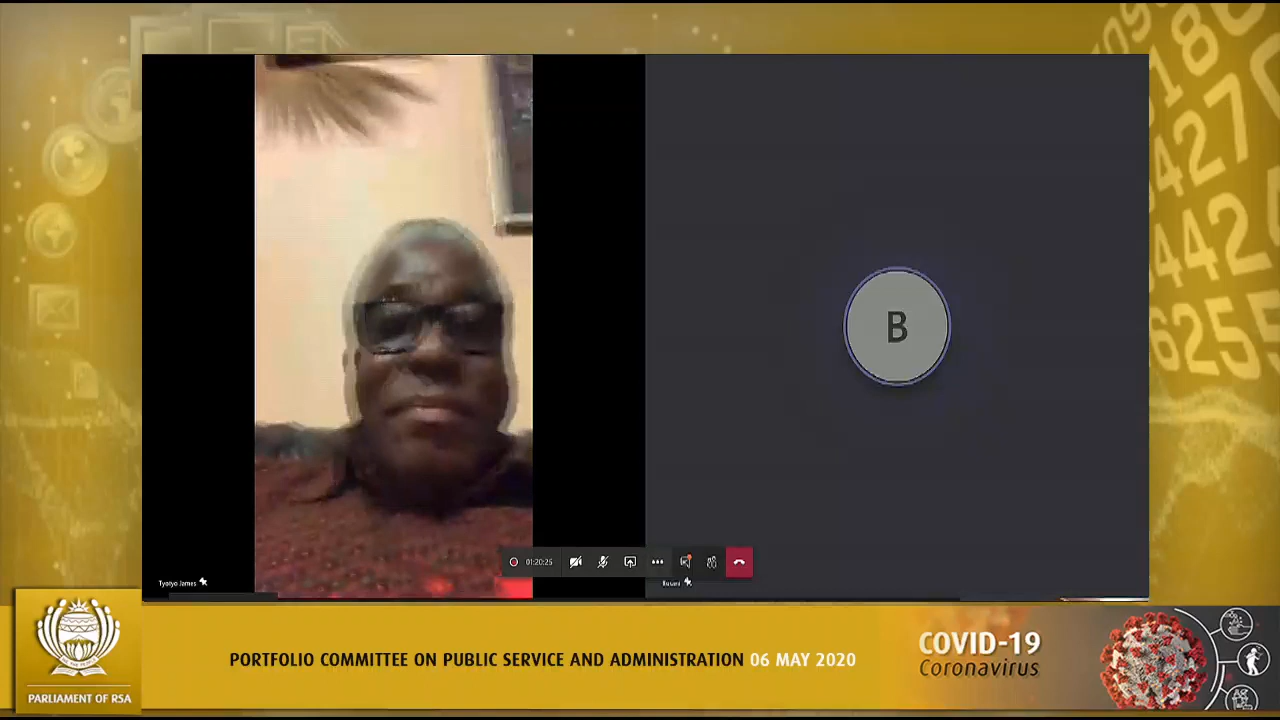 B
01:20:25
Tyotyo James
PORTFOLIO COMMITTEE ON PUBLIC SERVICE AND ADMINISTRATION 06 MAY 2020
COVID-19
Coronavirus
PARLIAMENT OF RSA